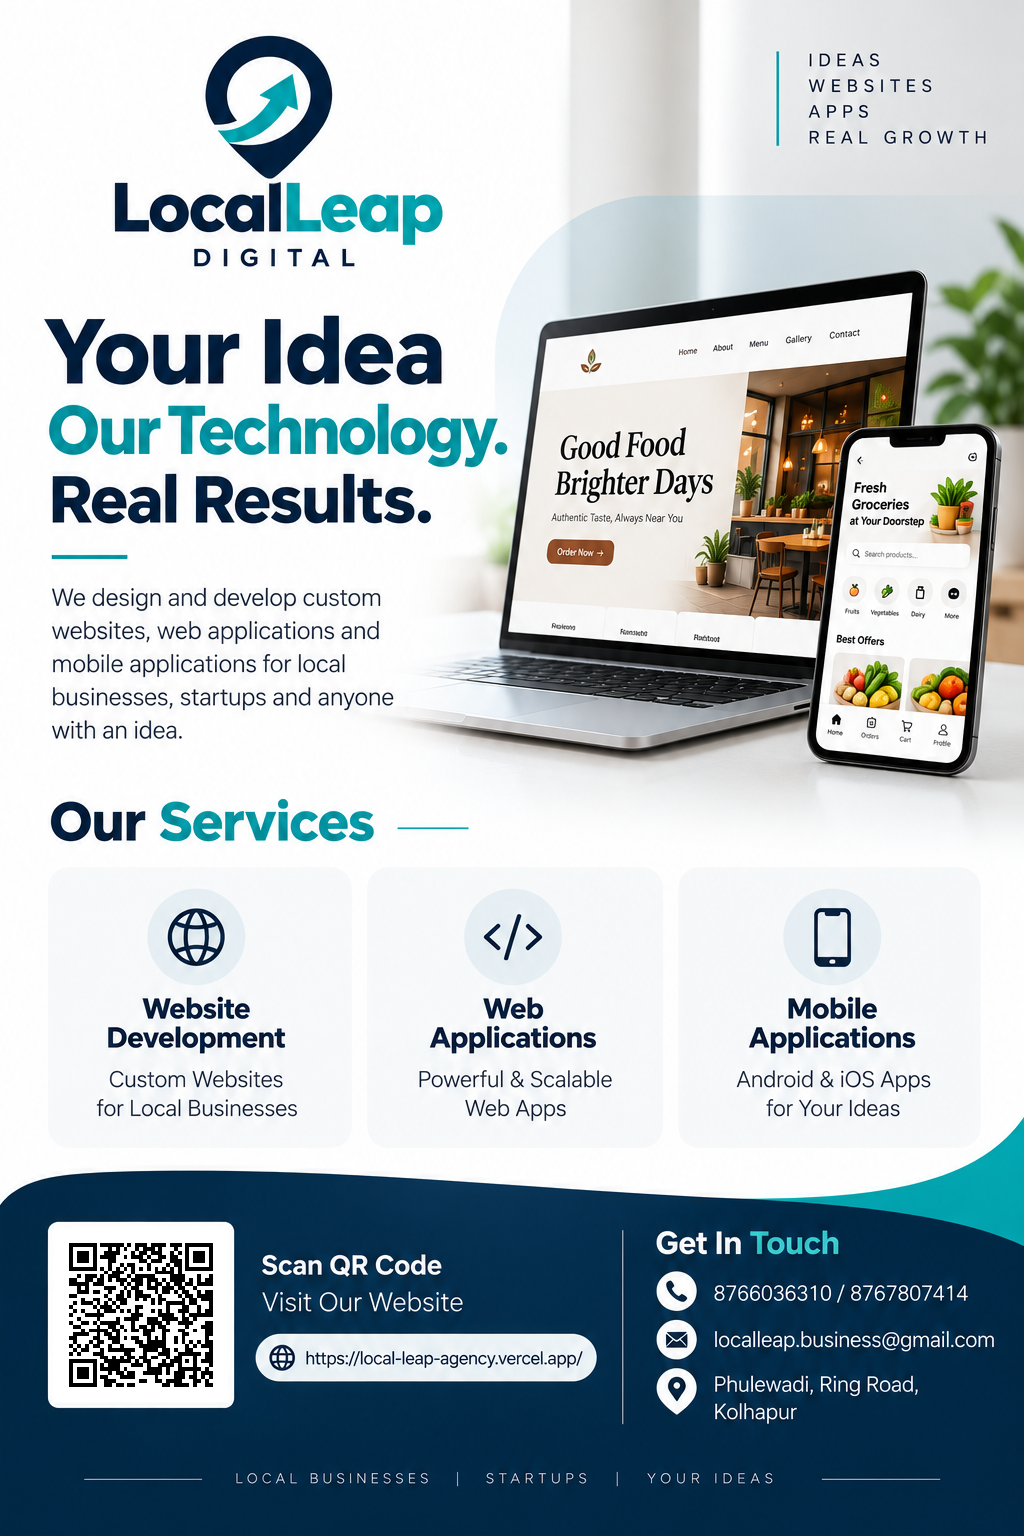 LocalLeap
DIGITAL
IDEAS
WEBSITES
APPS
REAL GROWTH
Your Idea
Our Technology.
Real Results.
We design and develop custom
websites, web applications and
mobile applications for local
businesses, startups and anyone
with an idea.
Home About Menu Gallery Contact
Good Food
Brighter Days
Authentic Taste, Always Near You
Order Now →
Fresh
Groceries
at Your Doorstep
Search products...
Fruits Vegetables Dairy More
Best Offers
Home Orders Cart Profile
Our Services
Website
Development
Custom Websites
for Local Businesses
Web
Applications
Powerful & Scalable
Web Apps
Mobile
Applications
Android & iOS Apps
for Your Ideas
Scan QR Code
Visit Our Website
https://local-leap-agency.vercel.app/
Get In Touch
8766036310 / 8767807414
localleap.business@gmail.com
Phulewadi, Ring Road,
Kolhapur
LOCAL BUSINESSES | STARTUPS | YOUR IDEAS